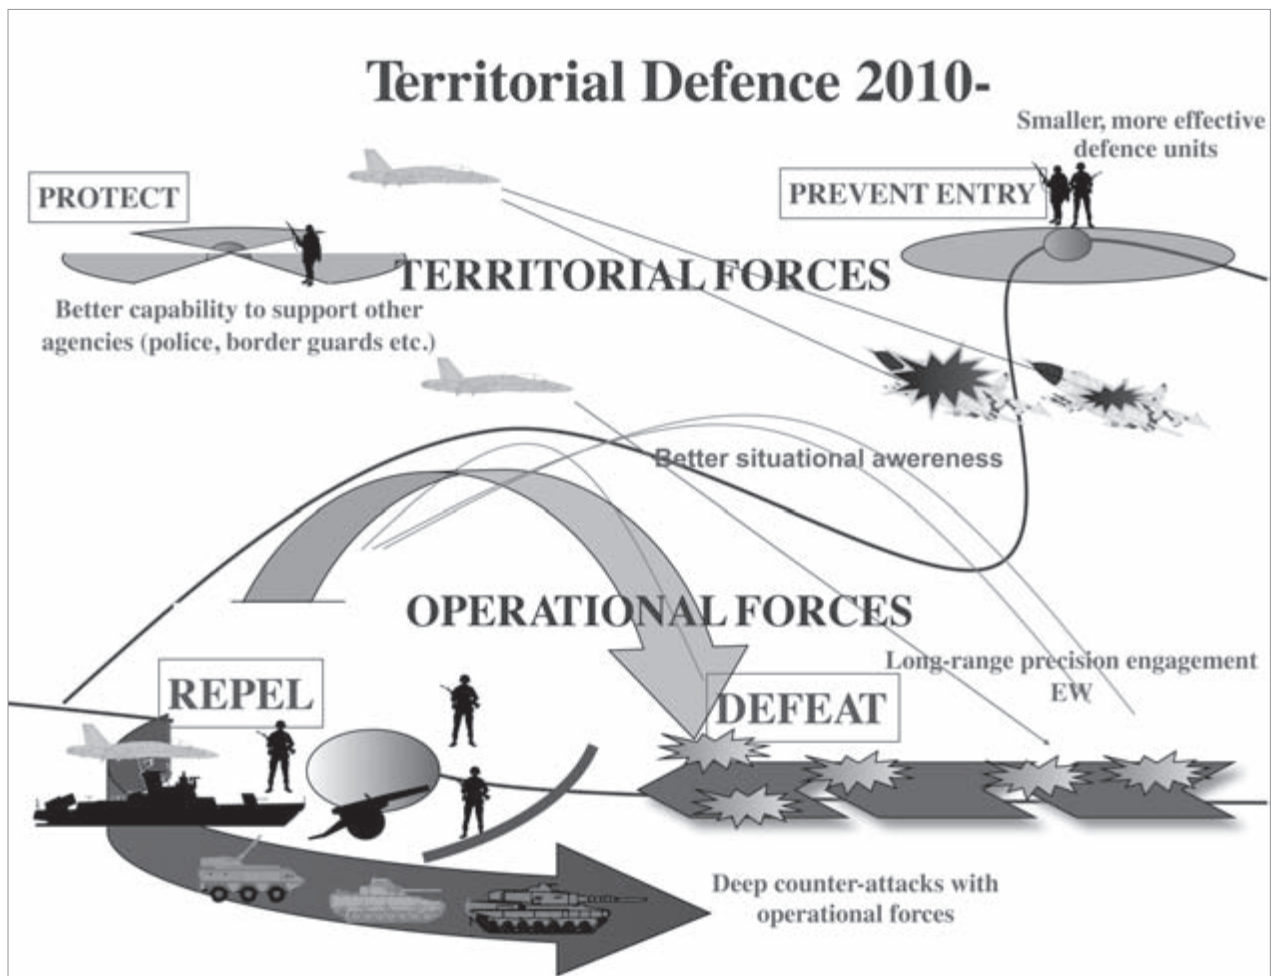 Territorial Defence 2010-
Smaller, more effective
defence units
PROTECT
PREVENT ENTRY
TERRITORIAL FORCES
Better capability to support other
agencies (police, border guards etc.)
Better situational awereness
OPERATIONAL FORCES
Long-range precision engagement
EW
REPEL
DEFEAT
Deep counter-attacks with
operational forces